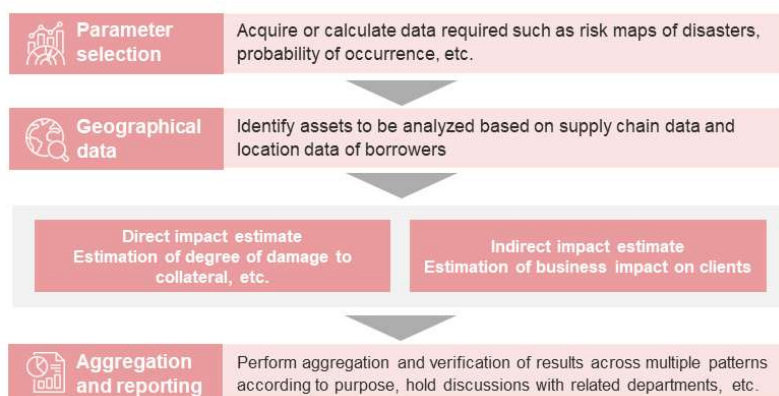 Parameter
selection
Acquire or calculate data required such as risk maps of disasters,
probability of occurrence, etc.
Geographical
data
Identify assets to be analyzed based on supply chain data and
location data of borrowers
Direct impact estimate
Estimation of degree of damage to
collateral, etc.
Indirect impact estimate
Estimation of business impact on clients
Aggregation
and reporting
Perform aggregation and verification of results across multiple patterns
according to purpose, hold discussions with related departments, etc.